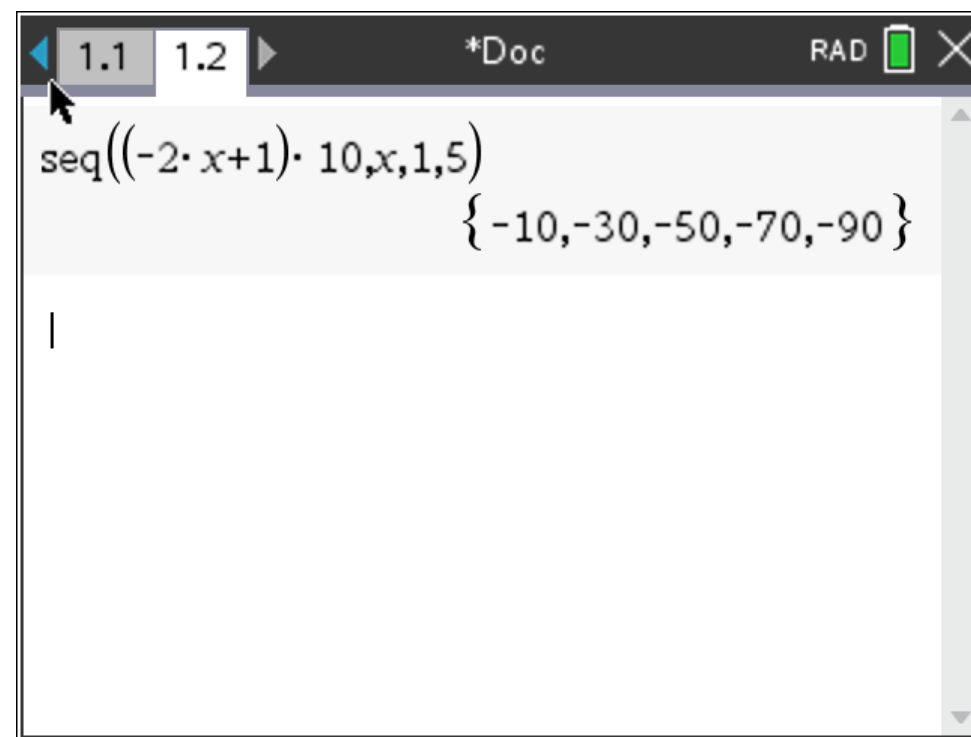 1.1 1.2 *Doc RAD
seq((-2· x+1)· 10,x,1,5)
{-10,-30,-50,-70,-90}